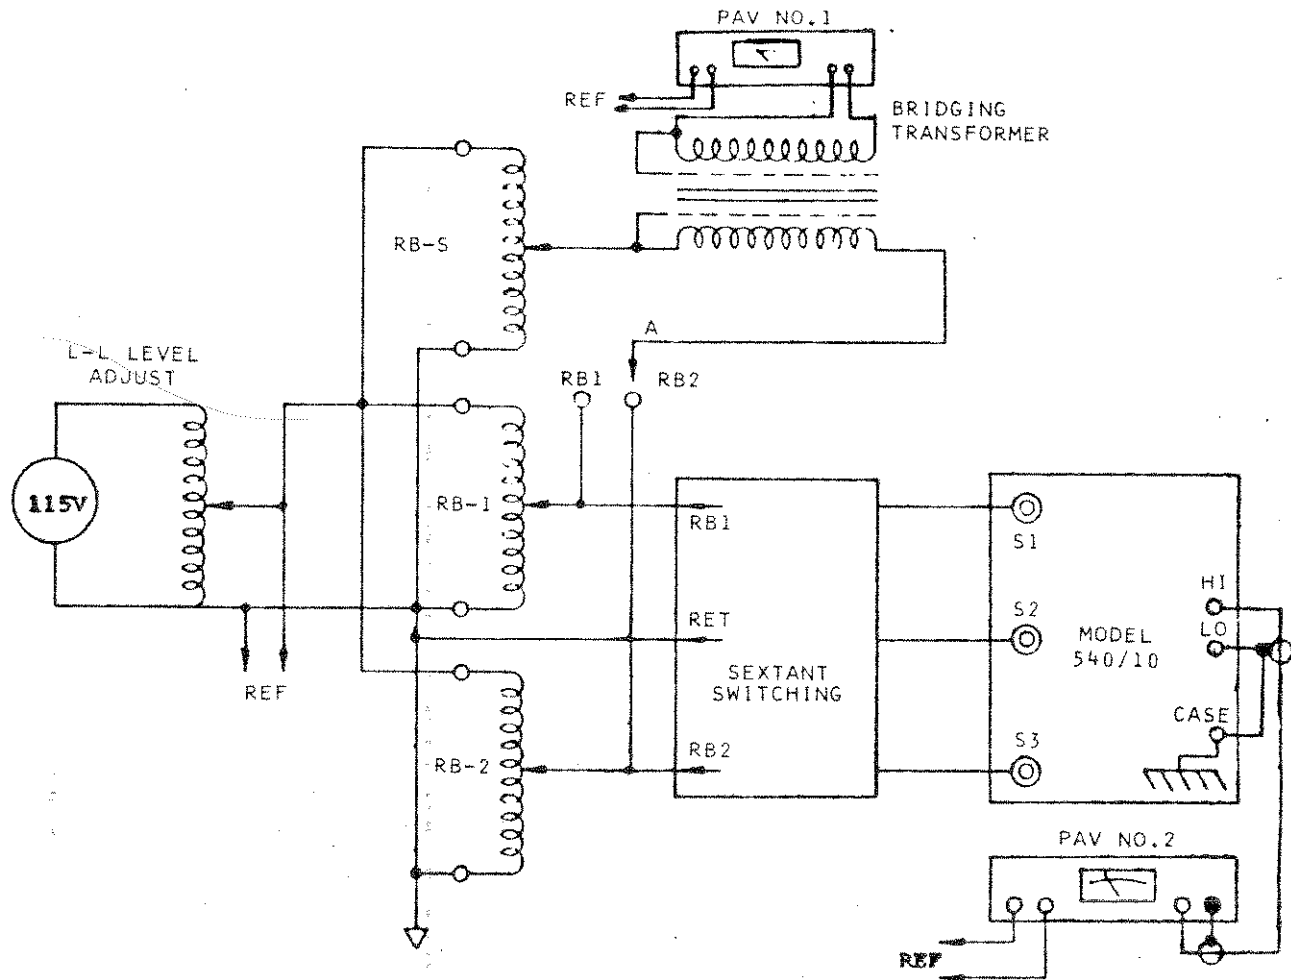 PAV NO.1
REF
BRIDGING
TRANSFORMER
RB-S
A
L-L LEVEL
ADJUST
RB1
RB2
115V
RB-1
RB1
S1
HI
RET
S2
LO
MODEL
540/10
REF
SEXTANT
SWITCHING
CASE
RB-2
RB2
S3
PAV NO.2
REF